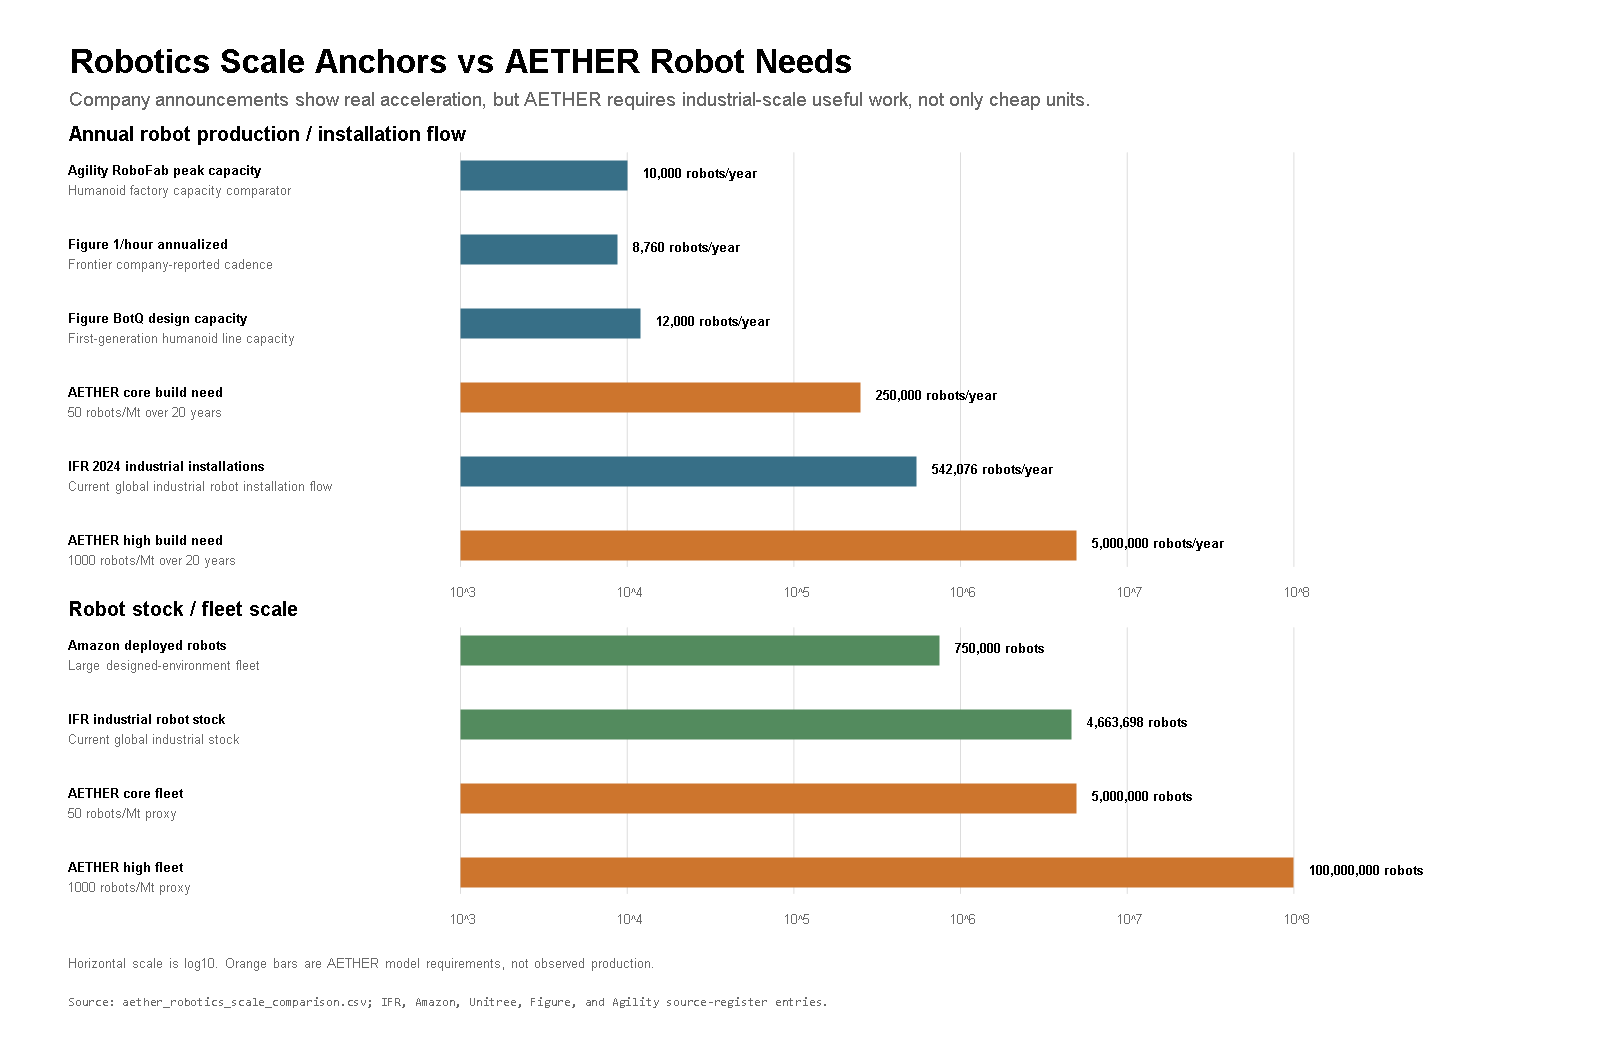 Robotics Scale Anchors vs AETHER Robot Needs
Company announcements show real acceleration, but AETHER requires industrial-scale useful work, not only cheap units.
Annual robot production / installation flow
Agility RoboFab peak capacity
Humanoid factory capacity comparator
10,000 robots/year
Figure 1/hour annualized
Frontier company-reported cadence
8,760 robots/year
Figure BotQ design capacity
First-generation humanoid line capacity
12,000 robots/year
AETHER core build need
50 robots/Mt over 20 years
250,000 robots/year
IFR 2024 industrial installations
Current global industrial robot installation flow
542,076 robots/year
AETHER high build need
1000 robots/Mt over 20 years
5,000,000 robots/year
10^3 10^4 10^5 10^6 10^7 10^8
Robot stock / fleet scale
Amazon deployed robots
Large designed-environment fleet
750,000 robots
IFR industrial robot stock
Current global industrial stock
4,663,698 robots
AETHER core fleet
50 robots/Mt proxy
5,000,000 robots
AETHER high fleet
1000 robots/Mt proxy
100,000,000 robots
10^3 10^4 10^5 10^6 10^7 10^8
Horizontal scale is log10. Orange bars are AETHER model requirements, not observed production.
Source: aether_robotics_scale_comparison.csv; IFR, Amazon, Unitree, Figure, and Agility source-register entries.